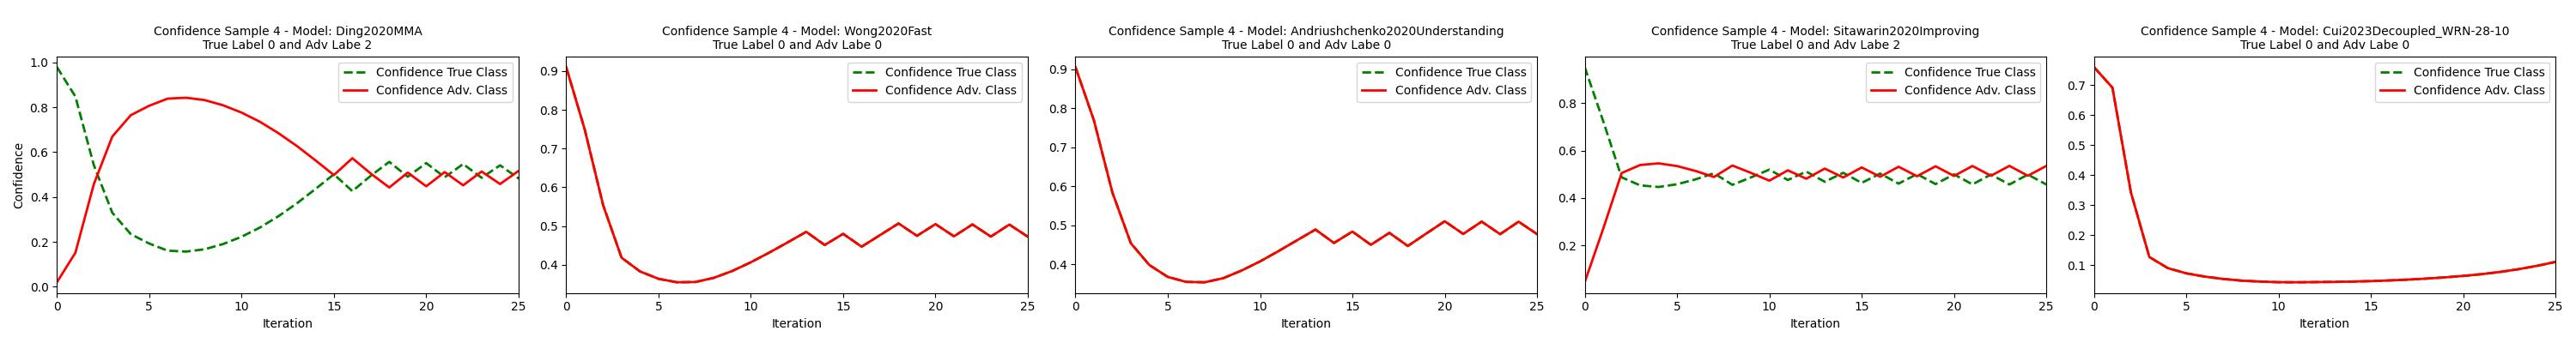 Confidence Sample 4 - Model: Ding2020MMA
True Label 0 and Adv Labe 2
Confidence True Class
Confidence Adv. Class
1.0
0.8
0.6
0.4
0.2
0.0
Confidence
0 5 10 15 20 25
Iteration
Confidence Sample 4 - Model: Wong2020Fast
True Label 0 and Adv Labe 0
Confidence True Class
Confidence Adv. Class
0.9
0.8
0.7
0.6
0.5
0.4
0 5 10 15 20 25
Iteration
Confidence Sample 4 - Model: Andriushchenko2020Understanding
True Label 0 and Adv Labe 0
Confidence True Class
Confidence Adv. Class
0.9
0.8
0.7
0.6
0.5
0.4
0 5 10 15 20 25
Iteration
Confidence Sample 4 - Model: Sitawarin2020Improving
True Label 0 and Adv Labe 2
Confidence True Class
Confidence Adv. Class
0.8
0.6
0.4
0.2
0 5 10 15 20 25
Iteration
Confidence Sample 4 - Model: Cui2023Decoupled_WRN-28-10
True Label 0 and Adv Labe 0
Confidence True Class
Confidence Adv. Class
0.7
0.6
0.5
0.4
0.3
0.2
0.1
0 5 10 15 20 25
Iteration